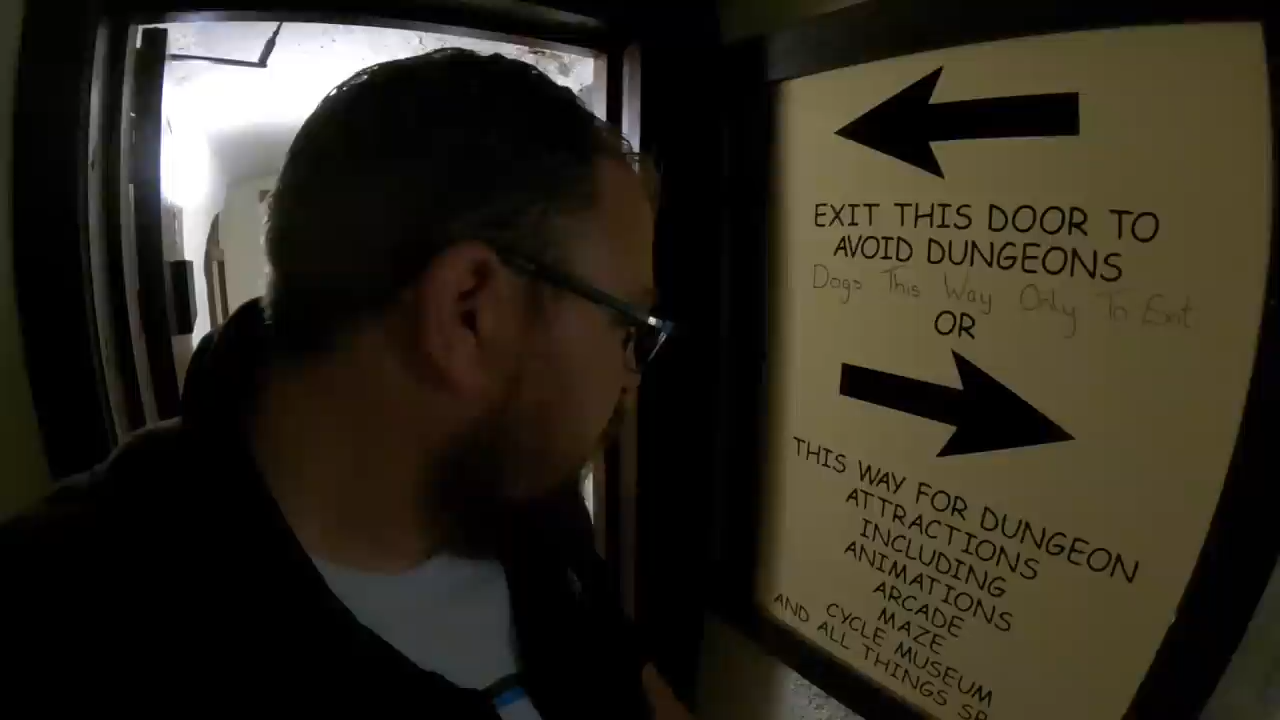 EXIT THIS DOOR TO
AVOID DUNGEONS
Dogs This Way Only To Exit
OR
THIS WAY FOR DUNGEON
ATTRACTIONS
INCLUDING
ANIMATIONS
ARCADE
MAZE
CYCLE MUSEUM
AND ALL THINGS